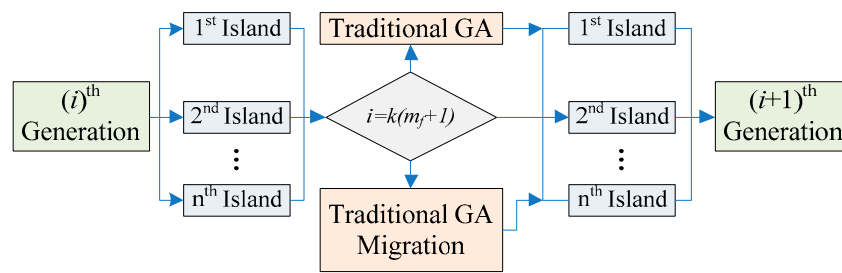 (i)th
Generation
1st Island
2nd Island
⋮
nth Island
Traditional GA
i=k(mf+1)
Traditional GA
Migration
1st Island
2nd Island
⋮
nth Island
(i+1)th
Generation